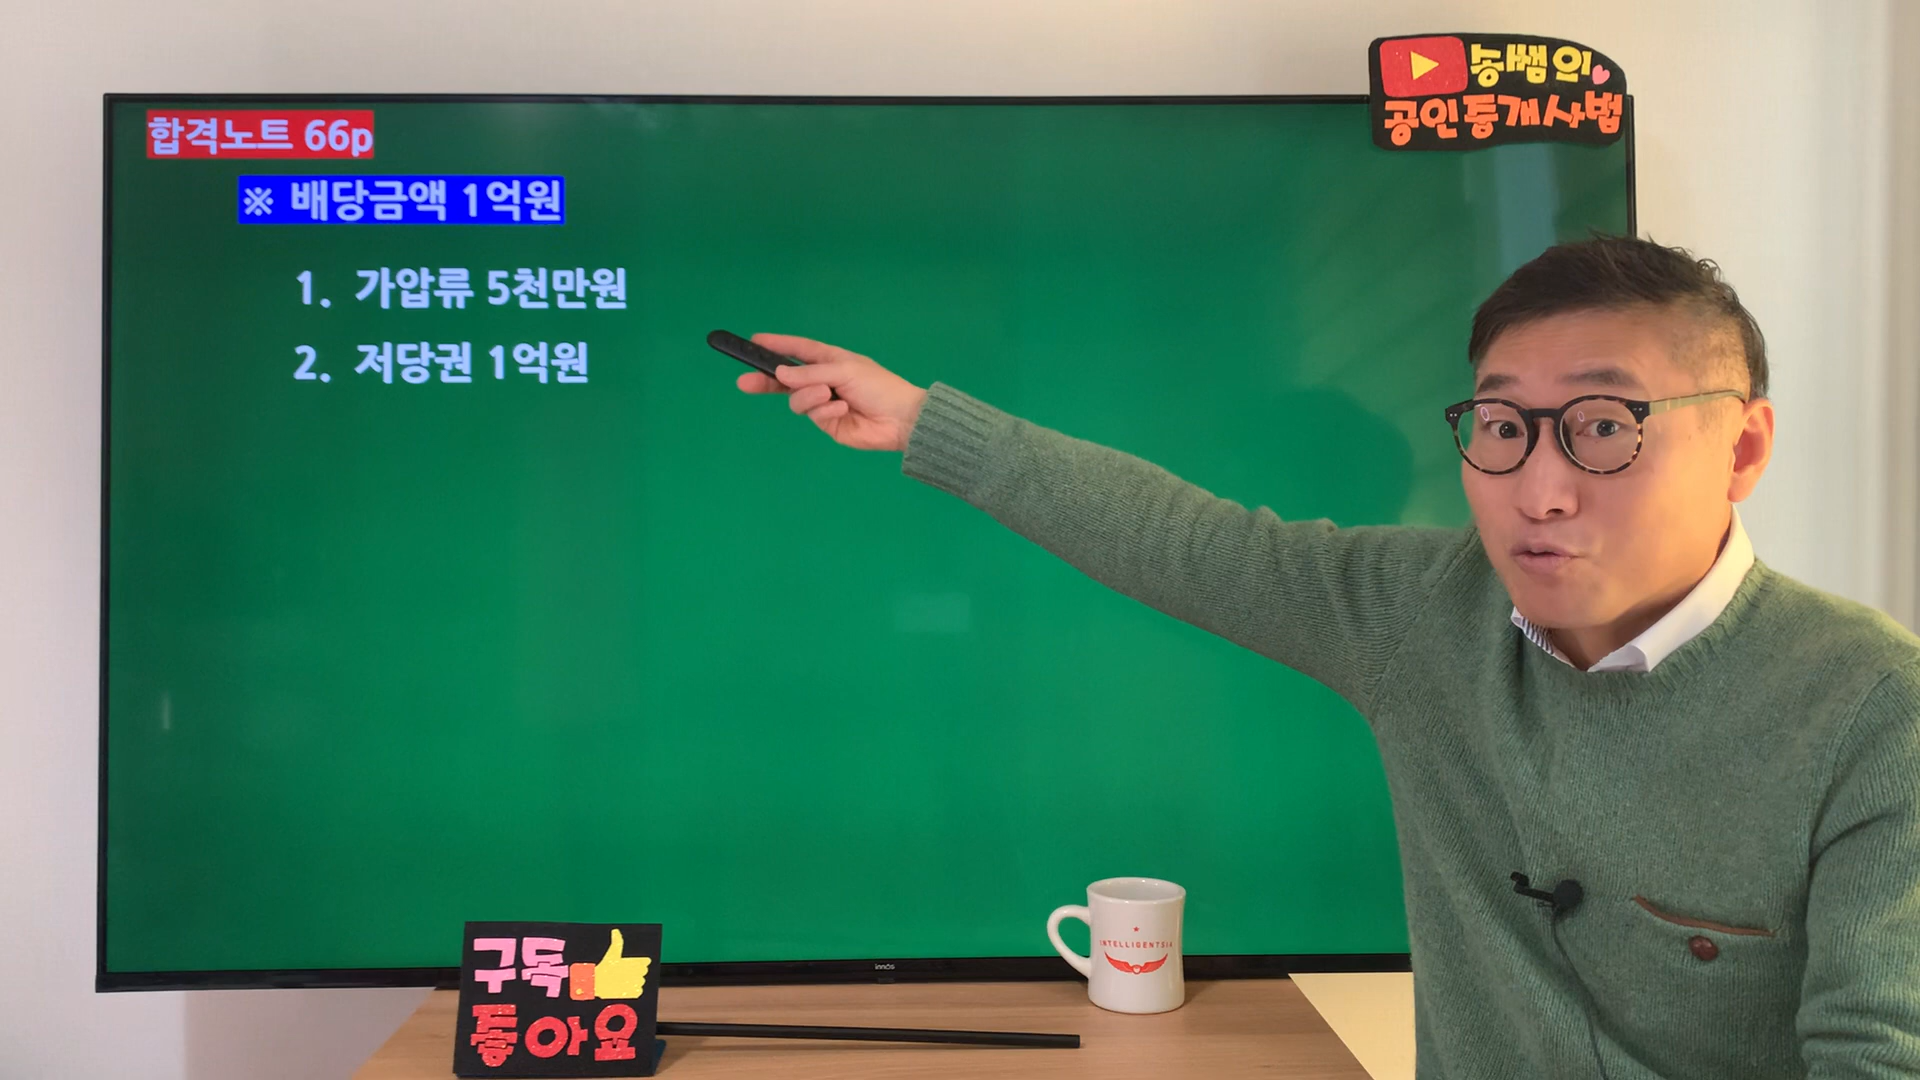 합격노트 66p
※ 배당금액 1억원
1. 가압류 5천만원
2. 저당권 1억원
송쌤의
공인중개사법
구독
좋아요
INTELLIGENTSIA
innos